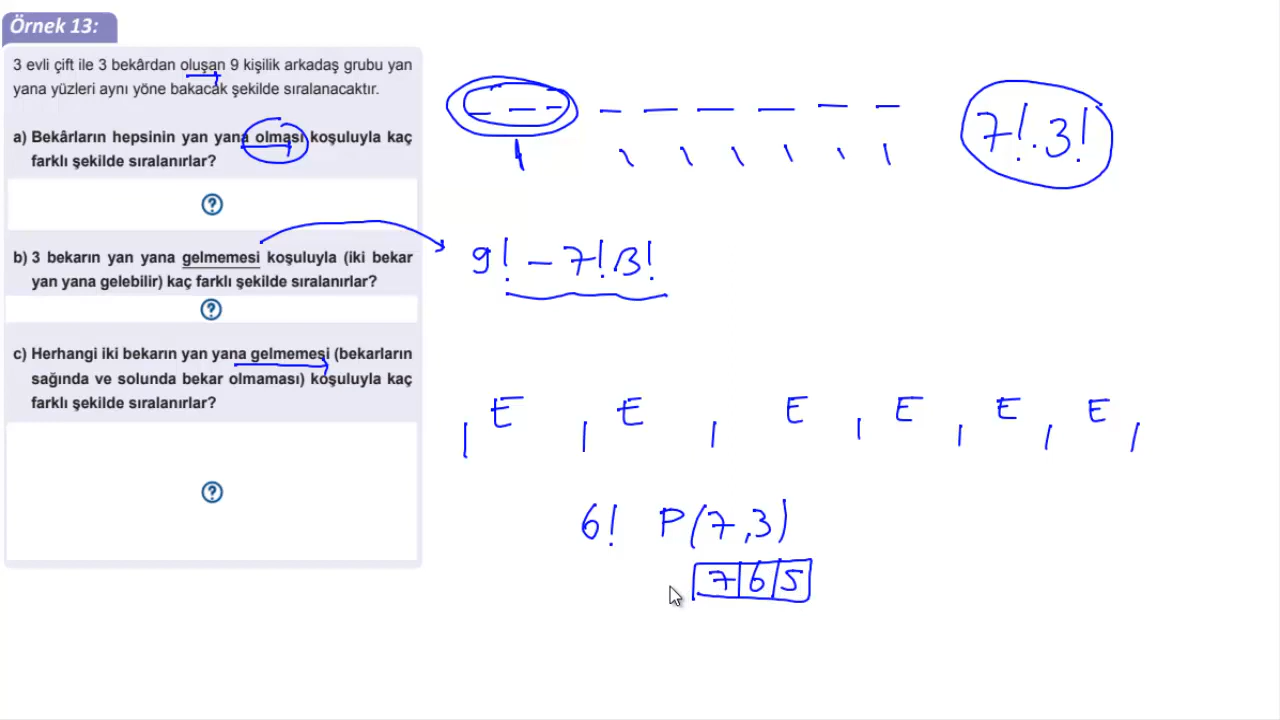 Örnek 13:
3 evli çift ile 3 bekârdan oluşan 9 kişilik arkadaş grubu yan
yana yüzleri aynı yöne bakacak şekilde sıralanacaktır.
a) Bekârların hepsinin yan yana olması koşuluyla kaç
farklı şekilde sıralanırlar?
7! . 3!
b) 3 bekarın yan yana gelmemesi koşuluyla (iki bekar
yan yana gelebilir) kaç farklı şekilde sıralanırlar?
9! - 7! 3!
c) Herhangi iki bekarın yan yana gelmemesi (bekarların
sağında ve solunda bekar olmaması) koşuluyla kaç
farklı şekilde sıralanırlar?
E E E E E E
6! P(7,3)
7 6 5